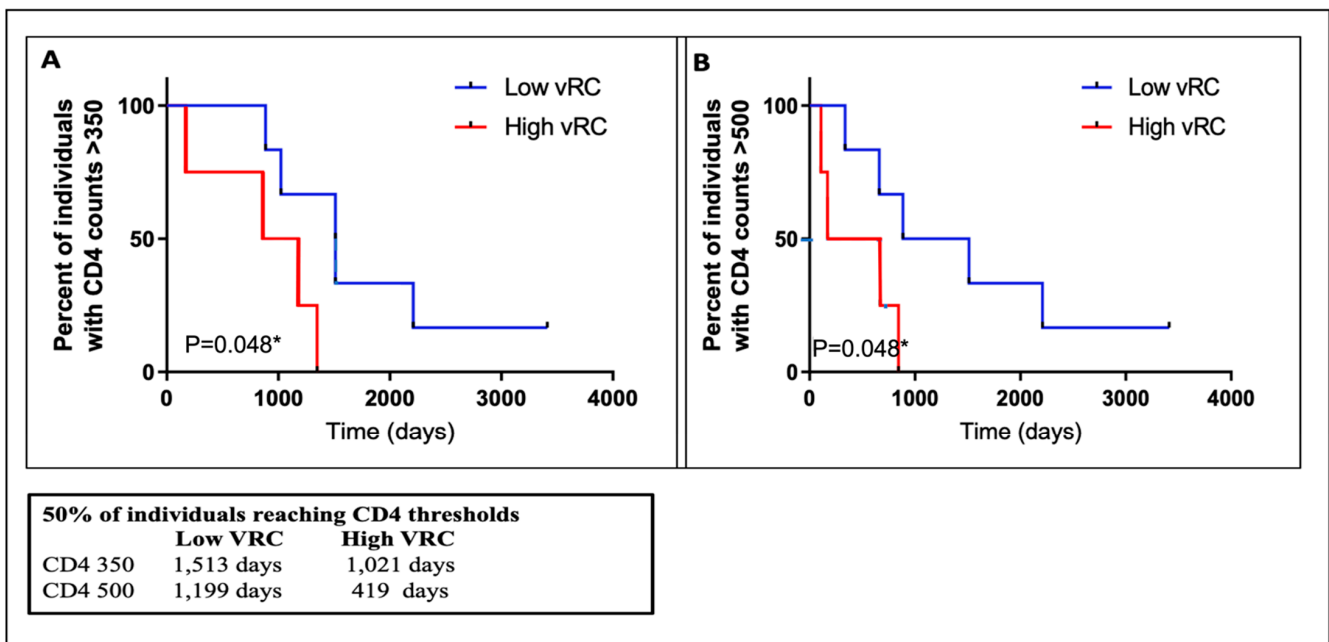 A
Percent of individuals
with CD4 counts >350
100
50
0
Low vRC
High vRC
P=0.048*
0 1000 2000 3000 4000
Time (days)
B
Percent of individuals
with CD4 counts >500
100
50
0
Low vRC
High vRC
P=0.048*
0 1000 2000 3000 4000
Time (days)
50% of individuals reaching CD4 thresholds
Low VRC High VRC
CD4 350 1,513 days 1,021 days
CD4 500 1,199 days 419 days